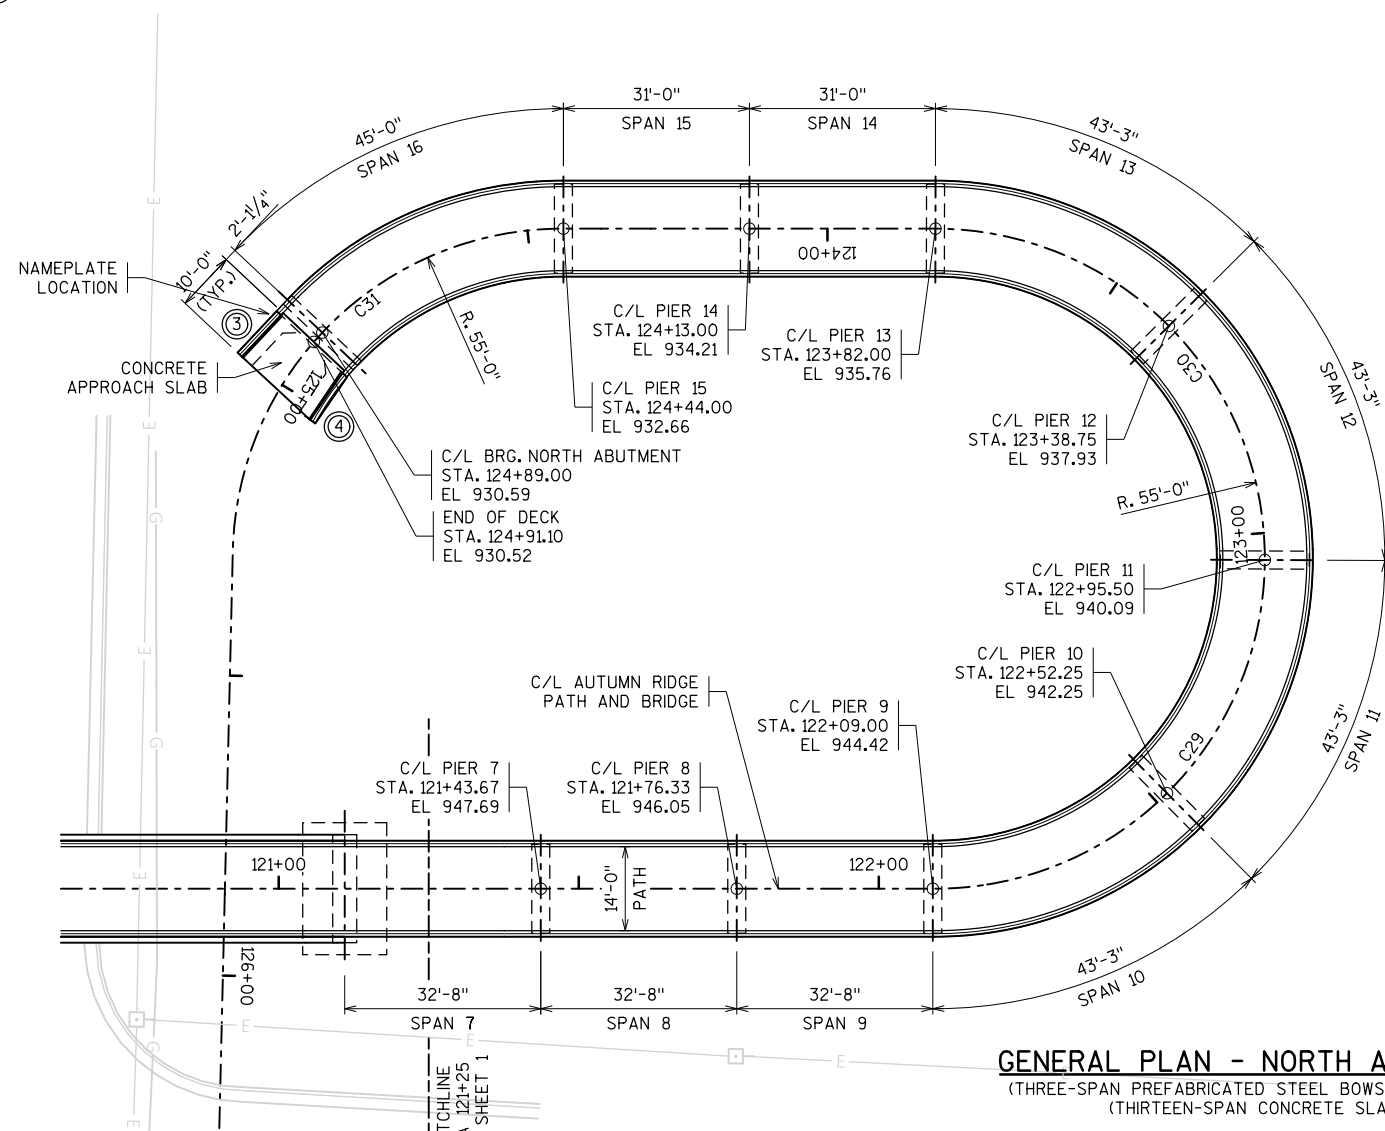 31'-0"
SPAN 15
31'-0"
SPAN 14
45'-0"
SPAN 16
43'-3"
SPAN 13
2'-1¼"
10'-0"
(TYP.)
NAMEPLATE
LOCATION
3
CONCRETE
APPROACH SLAB
4
C31
R. 55'-0"
125+00
124+00
C/L PIER 14
STA. 124+13.00
EL 934.21
C/L PIER 13
STA. 123+82.00
EL 935.76
C/L PIER 15
STA. 124+44.00
EL 932.66
C30
43'-3"
SPAN 12
C/L PIER 12
STA. 123+38.75
EL 937.93
C/L BRG. NORTH ABUTMENT
STA. 124+89.00
EL 930.59
END OF DECK
STA. 124+91.10
EL 930.52
R. 55'-0"
123+00
C/L PIER 11
STA. 122+95.50
EL 940.09
C/L PIER 10
STA. 122+52.25
EL 942.25
C/L AUTUMN RIDGE
PATH AND BRIDGE
C/L PIER 9
STA. 122+09.00
EL 944.42
C29
43'-3"
SPAN 11
C/L PIER 7
STA. 121+43.67
EL 947.69
C/L PIER 8
STA. 121+76.33
EL 946.05
121+00
14'-0"
PATH
122+00
126+00
32'-8"
SPAN 7
32'-8"
SPAN 8
32'-8"
SPAN 9
43'-3"
SPAN 10
E
E
E
E
E
E
E
E
G
G
G
TCHLINE
A 121+25
SHEET 1
GENERAL PLAN - NORTH A
(THREE-SPAN PREFABRICATED STEEL BOWS
(THIRTEEN-SPAN CONCRETE SLA